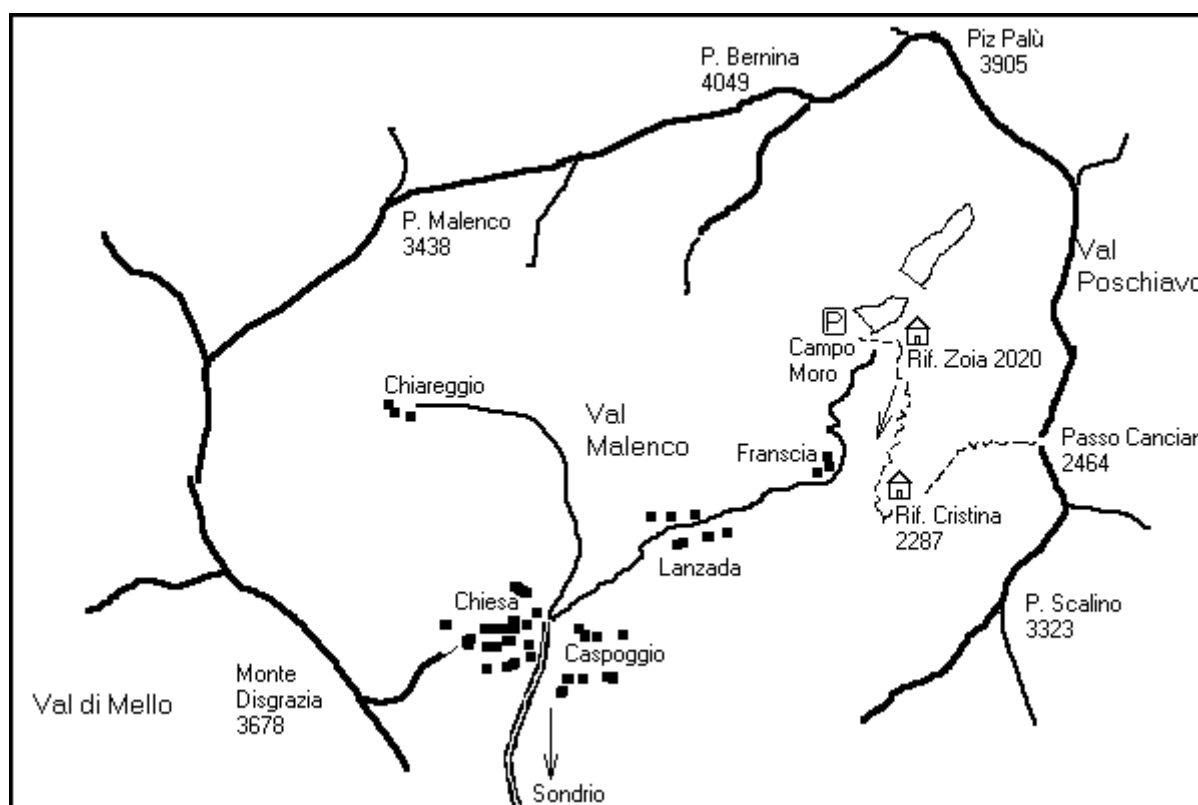 Piz Palù
3905
P. Bernina
4049
P. Malenco
3438
Val
Poschiavo
P
Campo
Moro
Rif. Zoia 2020
Chiareggio
Val
Malenco
Franscia
Passo Cancian
2464
Rif. Cristina
2287
Lanzada
Chiesa
Caspoggio
P. Scalino
3323
Monte
Disgrazia
3678
Val di Mello
Sondrio